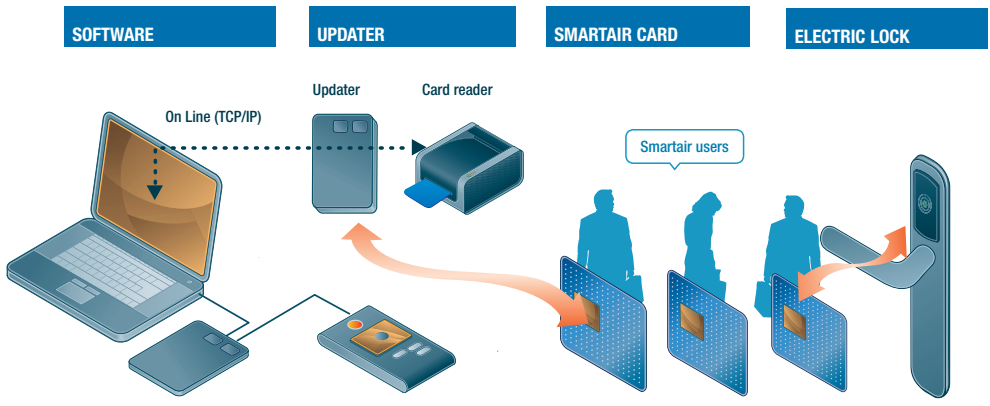 SOFTWARE
UPDATER
SMARTAIR CARD
ELECTRIC LOCK
Updater
Card reader
On Line (TCP/IP)
Smartair users